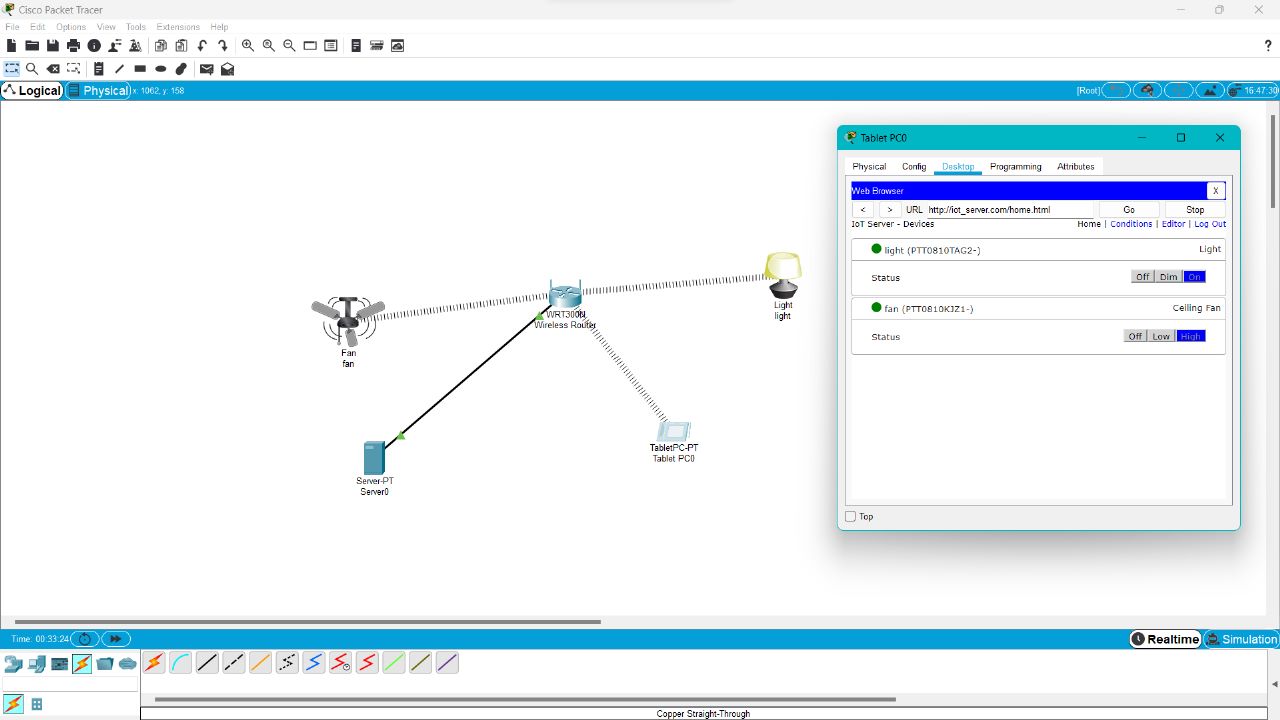 Cisco Packet Tracer
File Edit Options View Tools Extensions Help
?
Logical Physical x: 1062, y: 158 [Root] 16:47:30
Tablet PC0
Physical Config Desktop Programming Attributes
Web Browser X
< > URL http://iot_server.com/home.html Go Stop
IoT Server - Devices Home | Conditions | Editor | Log Out
light (PTT0810TAG2-) Light
Status Off Dim On
fan (PTT0810KJZ1-) Ceiling Fan
Status Off Low High
Top
Light
light
WRT300N
Wireless Router
Fan
fan
TabletPC-PT
Tablet PC0
Server-PT
Server0
Time: 00:33:24 Realtime Simulation
Copper Straight-Through